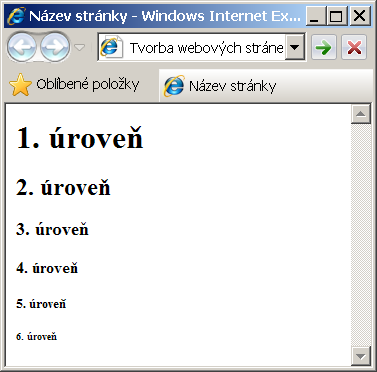 Název stránky - Windows Internet Ex...
Tvorba webových stráne
Oblíbené položky
Název stránky
1. úroveň
2. úroveň
3. úroveň
4. úroveň
5. úroveň
6. úroveň